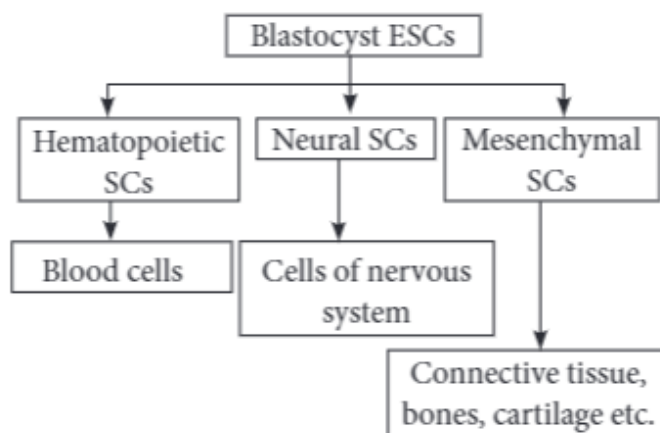 Blastocyst ESCs
Hematopoietic
SCs
Neural SCs
Mesenchymal
SCs
Blood cells
Cells of nervous
system
Connective tissue,
bones, cartilage etc.